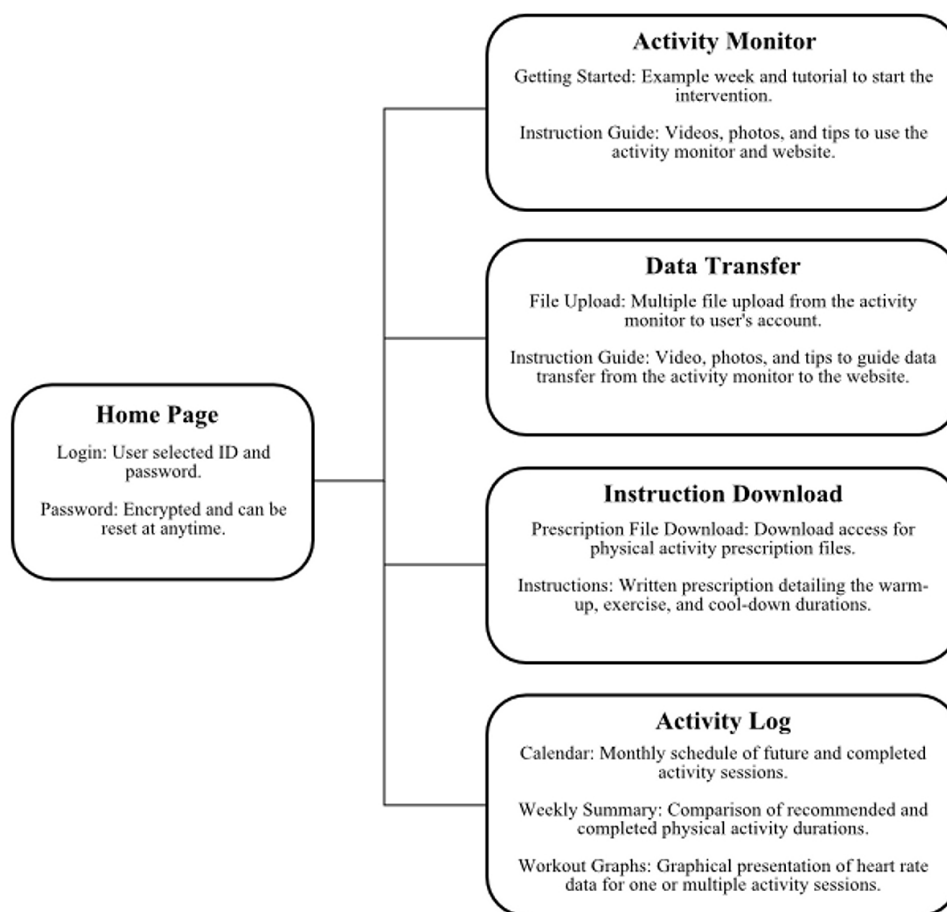 Activity Monitor
Getting Started: Example week and tutorial to start the
intervention.
Instruction Guide: Videos, photos, and tips to use the
activity monitor and website.
Data Transfer
File Upload: Multiple file upload from the activity
monitor to user's account.
Instruction Guide: Video, photos, and tips to guide data
transfer from the activity monitor to the website.
Home Page
Login: User selected ID and
password.
Password: Encrypted and can be
reset at anytime.
Instruction Download
Prescription File Download: Download access for
physical activity prescription files.
Instructions: Written prescription detailing the warm-
up, exercise, and cool-down durations.
Activity Log
Calendar: Monthly schedule of future and completed
activity sessions.
Weekly Summary: Comparison of recommended and
completed physical activity durations.
Workout Graphs: Graphical presentation of heart rate
data for one or multiple activity sessions.